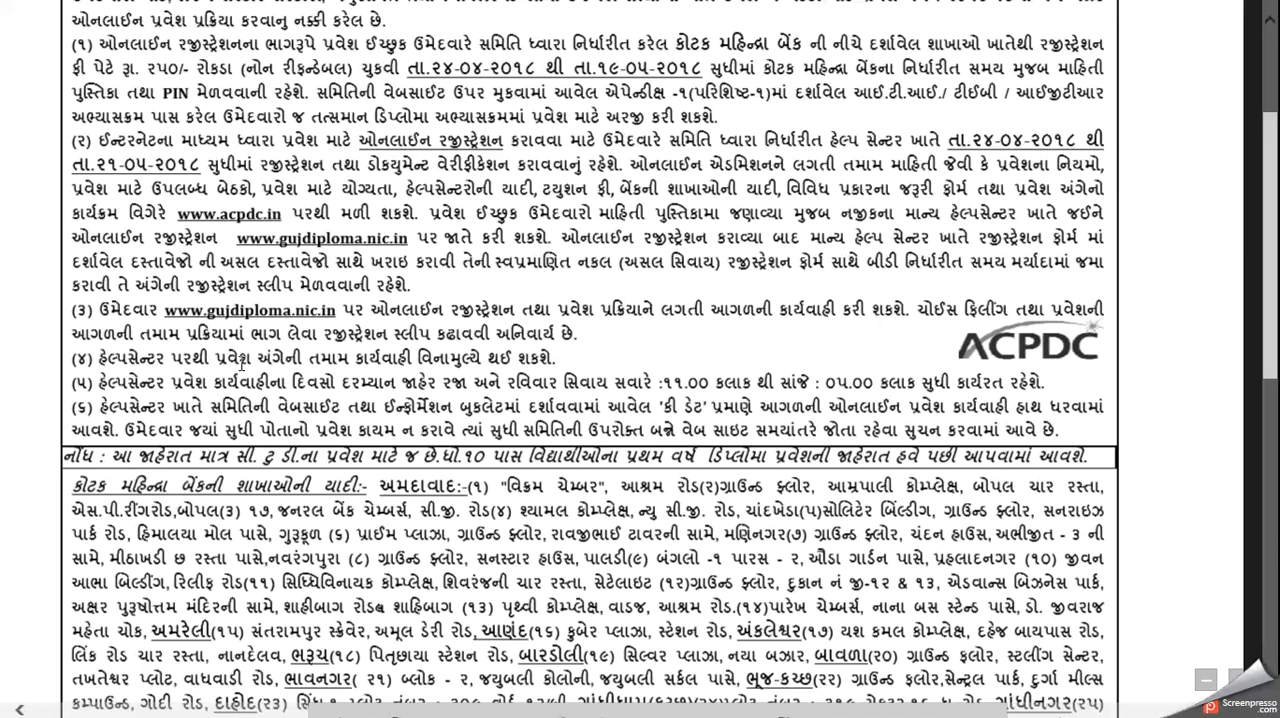 ઓનલાઈન પ્રવેશ પ્રક્રિયા કરવાનુ નક્કી કરેલ છે.
(૧) ઓનલાઈન રજીસ્ટ્રેશનના ભાગરૂપે પ્રવેશ ઈચ્છુક ઉમેદવારે સમિતિ ધ્વારા નિર્ધારીત કરેલ કોટક મહિન્દ્રા બેંક ની નીચે દર્શાવેલ શાખાઓ ખાતેથી રજીસ્ટ્રેશન
ફી પેટે રૂા. ૨૫૦/- રોકડા (નોન રીફન્ડેબલ) ચુકવી તા.૨૪-૦૪-૨૦૧૮ થી તા.૧૯-૦૫-૨૦૧૮ સુધીમાં કોટક મહિન્દ્રા બેંકના નિર્ધારીત સમય મુજબ માહિતી
પુસ્તિકા તથા PIN મેળવવાની રહેશે. સમિતિની વેબસાઈટ ઉપર મુકવામાં આવેલ એપેન્ડીક્ષ -૧(પરિશિષ્ટ-૧)માં દર્શાવેલ આઈ.ટી.આઈ./ ટીઈબી / આઈજીટીઆર
અભ્યાસક્રમ પાસ કરેલ ઉમેદવારો જ તત્સમાન ડિપ્લોમા અભ્યાસક્રમમાં પ્રવેશ માટે અરજી કરી શકશે.
(૨) ઈન્ટરનેટના માધ્યમ ધ્વારા પ્રવેશ માટે ઓનલાઈન રજીસ્ટ્રેશન કરાવવા માટે ઉમેદવારે સમિતિ ધ્વારા નિર્ધારીત હેલ્પ સેન્ટર ખાતે તા.૨૪-૦૪-૨૦૧૮ થી
તા.૨૧-૦૫-૨૦૧૮ સુધીમાં રજીસ્ટ્રેશન તથા ડોકયુમેન્ટ વેરીફીકેશન કરાવવાનું રહેશે. ઓનલાઈન એડમિશનને લગતી તમામ માહિતી જેવી કે પ્રવેશના નિયમો,
પ્રવેશ માટે ઉપલબ્ધ બેઠકો, પ્રવેશ માટે યોગ્યતા, હેલ્પસેન્ટરોની યાદી, ટયુશન ફી, બેંકની શાખાઓની યાદી, વિવિધ પ્રકારના જરૂરી ફોર્મ તથા પ્રવેશ અંગેનો
કાર્યક્રમ વિગેરે www.acpdc.in પરથી મળી શકશે. પ્રવેશ ઈચ્છુક ઉમેદવારો માહિતી પુસ્તિકામા જણાવ્યા મુજબ નજીકના માન્ય હેલ્પસેન્ટર ખાતે જઈને
ઓનલાઈન રજીસ્ટ્રેશન www.gujdiploma.nic.in પર જાતે કરી શકશે. ઓનલાઈન રજીસ્ટ્રેશન કરાવ્યા બાદ માન્ય હેલ્પ સેન્ટર ખાતે રજીસ્ટ્રેશન ફોર્મ માં
દર્શાવેલ દસ્તાવેજો ની અસલ દસ્તાવેજો સાથે ખરાઇ કરાવી તેની સ્વપ્રમાણિત નકલ (અસલ સિવાય) રજીસ્ટ્રેશન ફોર્મ સાથે બીડી નિર્ધારીત સમય મર્યાદામાં જમા
કરાવી તે અંગેની રજીસ્ટ્રેશન સ્લીપ મેળવવાની રહેશે.
(૩) ઉમેદવાર www.gujdiploma.nic.in પર ઓનલાઈન રજીસ્ટ્રેશન તથા પ્રવેશ પ્રક્રિયાને લગતી આગળની કાર્યવાહી કરી શકશે. ચોઈસ ફિલીંગ તથા પ્રવેશની
આગળની તમામ પ્રક્રિયામાં ભાગ લેવા રજીસ્ટ્રેશન સ્લીપ કઢાવવી અનિવાર્ય છે.
ACPDC
(૪) હેલ્પસેન્ટર પરથી પ્રવેશ અંગેની તમામ કાર્યવાહી વિનામુલ્યે થઈ શકશે.
(૫) હેલ્પસેન્ટર પ્રવેશ કાર્યવાહીના દિવસો દરમ્યાન જાહેર રજા અને રવિવાર સિવાય સવારે :૧૧.૦૦ કલાક થી સાંજે : ૦૫.૦૦ કલાક સુધી કાર્યરત રહેશે.
(૬) હેલ્પસેન્ટર ખાતે સમિતિની વેબસાઈટ તથા ઈન્ફોર્મેશન બુકલેટમાં દર્શાવવામાં આવેલ 'કી ડેટ' પ્રમાણે આગળની ઓનલાઈન પ્રવેશ કાર્યવાહી હાથ ધરવામાં
આવશે. ઉમેદવાર જયાં સુધી પોતાનો પ્રવેશ કાયમ ન કરાવે ત્યાં સુધી સમિતિની ઉપરોક્ત બન્ને વેબ સાઇટ સમયાંતરે જોતા રહેવા સુચન કરવામાં આવે છે.
નોંધ : આ જાહેરાત માત્ર સી. ટુ ડી.ના પ્રવેશ માટે જ છે.ધો.૧૦ પાસ વિદ્યાર્થીઓના પ્રથમ વર્ષ ડિપ્લોમા પ્રવેશની જાહેરાત હવે પછી આપવામાં આવશે.
કોટક મહિન્દ્રા બેંકની શાખાઓની યાદી:- અમદાવાદ:-(૧) "વિક્રમ ચેમ્બર", આશ્રમ રોડ(૨)ગ્રાઉન્ડ ફ્લોર, આમ્રપાલી કોમ્પ્લેક્ષ, બોપલ ચાર રસ્તા,
એસ.પી.રીંગરોડ,બોપલ(૩) ૧૭, જનરલ બેંક ચેમ્બર્સ, સી.જી. રોડ(૪) શ્યામલ કોમ્પ્લેક્ષ, ન્યુ સી.જી. રોડ, ચાંદખેડા(૫)સોલિટેર બિંલ્ડીગ, ગ્રાઉન્ડ ફ્લોર, સનરાઇઝ
પાર્ક રોડ, હિમાલયા મોલ પાસે, ગુરૂકૂળ (૬) પ્રાઈમ પ્લાઝા, ગ્રાઉન્ડ ફ્લોર, રાવજીભાઈ ટાવરની સામે, મણિનગર(૭) ગ્રાઉન્ડ ફ્લોર, ચંદન હાઉસ, અભીજીત - ૩ ની
સામે, મીઠાખડી છ રસ્તા પાસે,નવરંગપુરા (૮) ગ્રાઉન્ડ ફ્લોર, સનસ્ટાર હાઉસ, પાલડી(૯) બંગલો -૧ પારસ - ૨, ઔડા ગાર્ડન પાસે, પ્રહલાદનગર (૧૦) જીવન
આભા બિલ્ડીંગ, રિલીફ રોડ(૧૧) સિધ્ધિવિનાયક કોમ્પ્લેક્ષ, શિવરંજની ચાર રસ્તા, સેટેલાઇટ (૧૨)ગ્રાઉન્ડ ફ્લોર, દુકાન નં જી-૧૨ & ૧૩, એડવાન્સ બિઝનેસ પાર્ક,
અક્ષર પુરૂષોત્તમ મંદિરની સામે, શાહીબાગ શાહિબાગ (૧૩) પૃથ્વી કોમ્પ્લેક્ષ, વાડજ, આશ્રમ રોડ.(૧૪)પારેખ ચેમ્બર્સ, નાના બસ સ્ટેન્ડ પાસે, ડો. જીવરાજ
મહેતા ચોક, અમરેલી(૧૫) સંતરામપુર સ્ક્વેર, અમૂલ ડેરી રોડ, આણંદ(૧૬) કુબેર પ્લાઝા, સ્ટેશન રોડ, અંકલેશ્વર(૧૭) યશ કમલ કોમ્પ્લેક્ષ, દહેજ બાયપાસ રોડ,
લિંક રોડ ચાર રસ્તા, નાનદેલવ, ભરૂચ(૧૮) પિતૃછાયા સ્ટેશન રોડ, બારડોલી(૧૯) સિલ્વર પ્લાઝા, નયા બઝાર, બાવળા(૨૦) ગ્રાઉન્ડ ફલોર, સ્ટલીંગ સેન્ટર,
તખતેશ્વર પ્લોટ, વાઘવાડી રોડ, ભાવનગર( ૨૧) બ્લોક - ૨, જયુબલી કોલોની, જયુબલી સર્કલ પાસે, ભૂજ-કચ્છ(૨૨) ગ્રાઉન્ડ ફલોર,સેન્ટ્રલ પાર્ક, દુર્ગા મીલ્સ
કમ્પાઉન્ડ, ગોદી રોડ, દાહોદ(૨૩)
Screenpresso